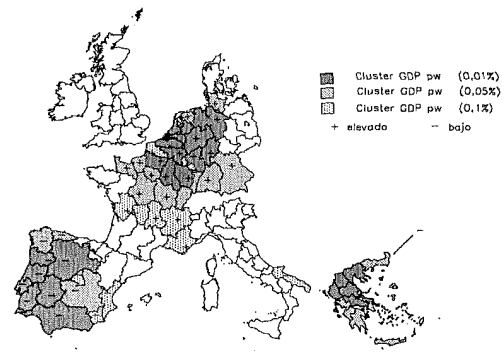 Cluster GDP pw (0,01%)
Cluster GDP pw (0,05%)
Cluster GDP pw (0,1%)
+ elevado − bajo